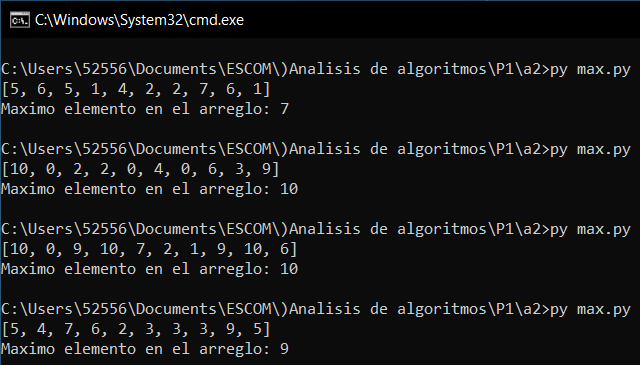 C:\Windows\System32\cmd.exe
C:\Users\52556\Documents\ESCOM\)Analisis de algoritmos\P1\a2>py max.py
[5, 6, 5, 1, 4, 2, 2, 7, 6, 1]
Maximo elemento en el arreglo: 7
C:\Users\52556\Documents\ESCOM\)Analisis de algoritmos\P1\a2>py max.py
[10, 0, 2, 2, 0, 4, 0, 6, 3, 9]
Maximo elemento en el arreglo: 10
C:\Users\52556\Documents\ESCOM\)Analisis de algoritmos\P1\a2>py max.py
[10, 0, 9, 10, 7, 2, 1, 9, 10, 6]
Maximo elemento en el arreglo: 10
C:\Users\52556\Documents\ESCOM\)Analisis de algoritmos\P1\a2>py max.py
[5, 4, 7, 6, 2, 3, 3, 3, 9, 5]
Maximo elemento en el arreglo: 9